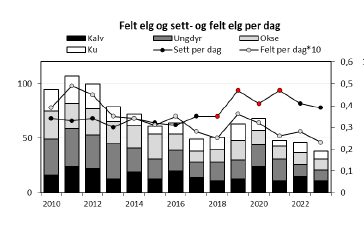 Felt elg og sett- og felt elg per dag
Kalv Ungdyr Okse
Ku Sett per dag Felt per dag*10
100 0,6
0,5
0,4
50 0,3
0,2
0,1
0 0
2010 2012 2014 2016 2018 2020 2022